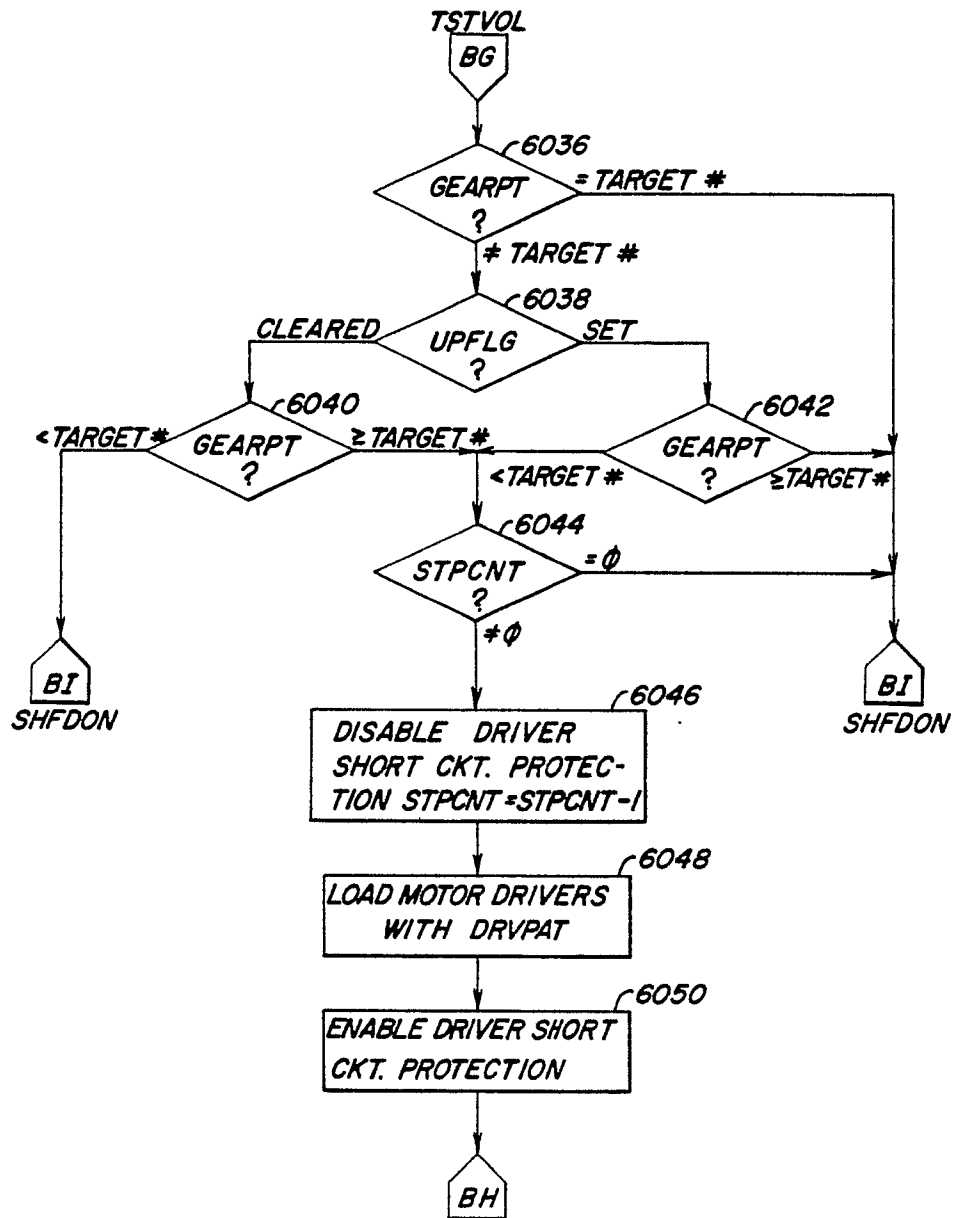 TSTVOL
BG
6036
GEARPT
?
= TARGET #
≠ TARGET #
6038
CLEARED
UPFLG
?
SET
6040
<TARGET #
GEARPT
?
≥TARGET #
6042
GEARPT
?
<TARGET #
≥TARGET #
6044
STPCNT
?
=ϕ
≠ϕ
BI
SHFDON
BI
SHFDON
6046
DISABLE DRIVER
SHORT CKT. PROTEC-
TION STPCNT=STPCNT-1
6048
LOAD MOTOR DRIVERS
WITH DRVPAT
6050
ENABLE DRIVER SHORT
CKT. PROTECTION
BH